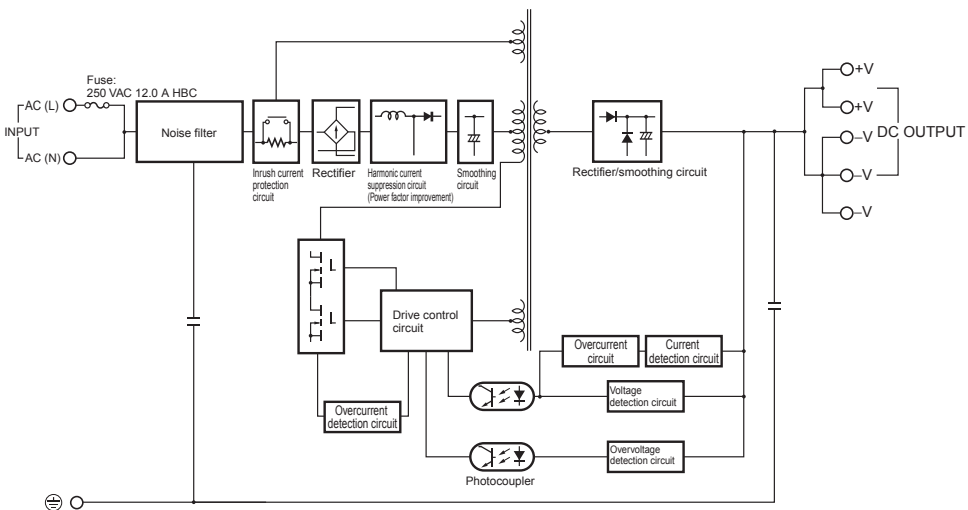 Fuse:
250 VAC 12.0 A HBC
AC (L)
INPUT
AC (N)
Noise filter
Inrush current
protection
circuit
Rectifier
Harmonic current
suppression circuit
(Power factor improvement)
Smoothing
circuit
Rectifier/smoothing circuit
+V
+V
–V
DC OUTPUT
–V
–V
Drive control
circuit
Overcurrent
detection circuit
Overcurrent
circuit
Current
detection circuit
Voltage
detection circuit
Overvoltage
detection circuit
Photocoupler